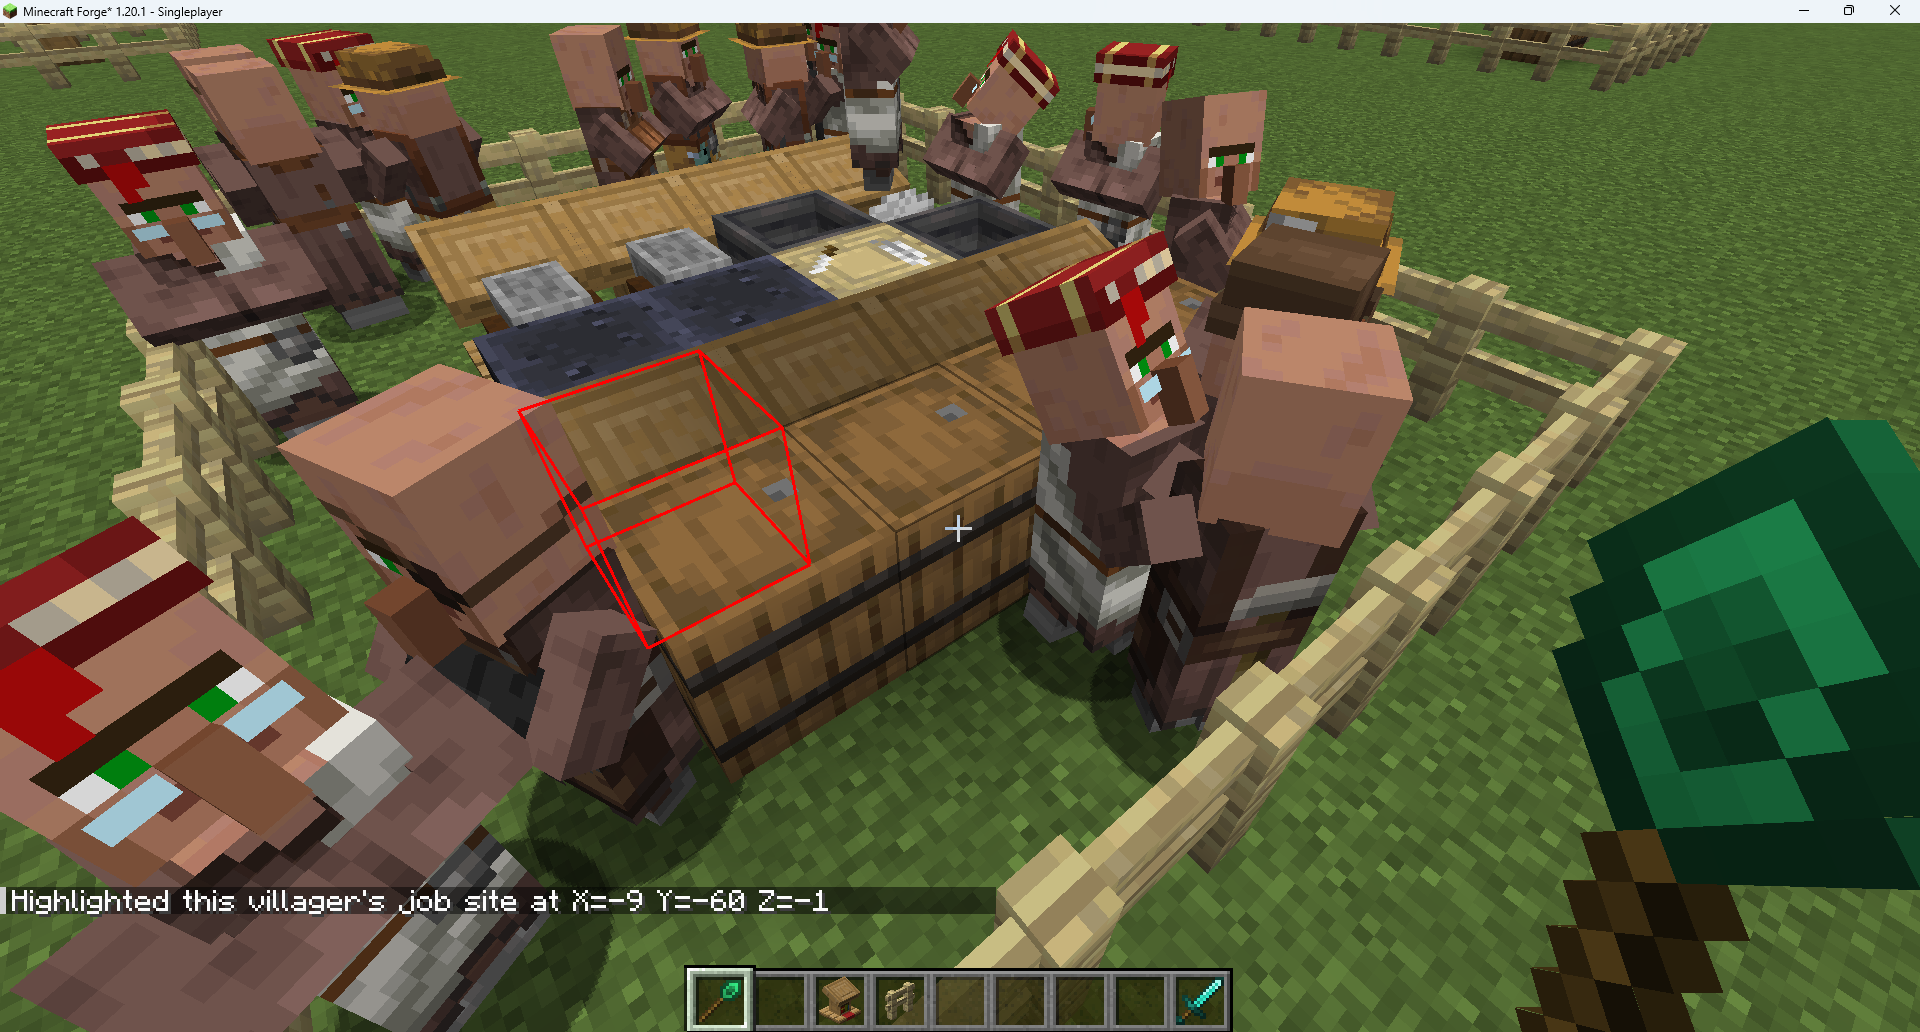 Minecraft Forge* 1.20.1 - Singleplayer
Highlighted this villager's job site at X=-9 Y=-60 Z=-1